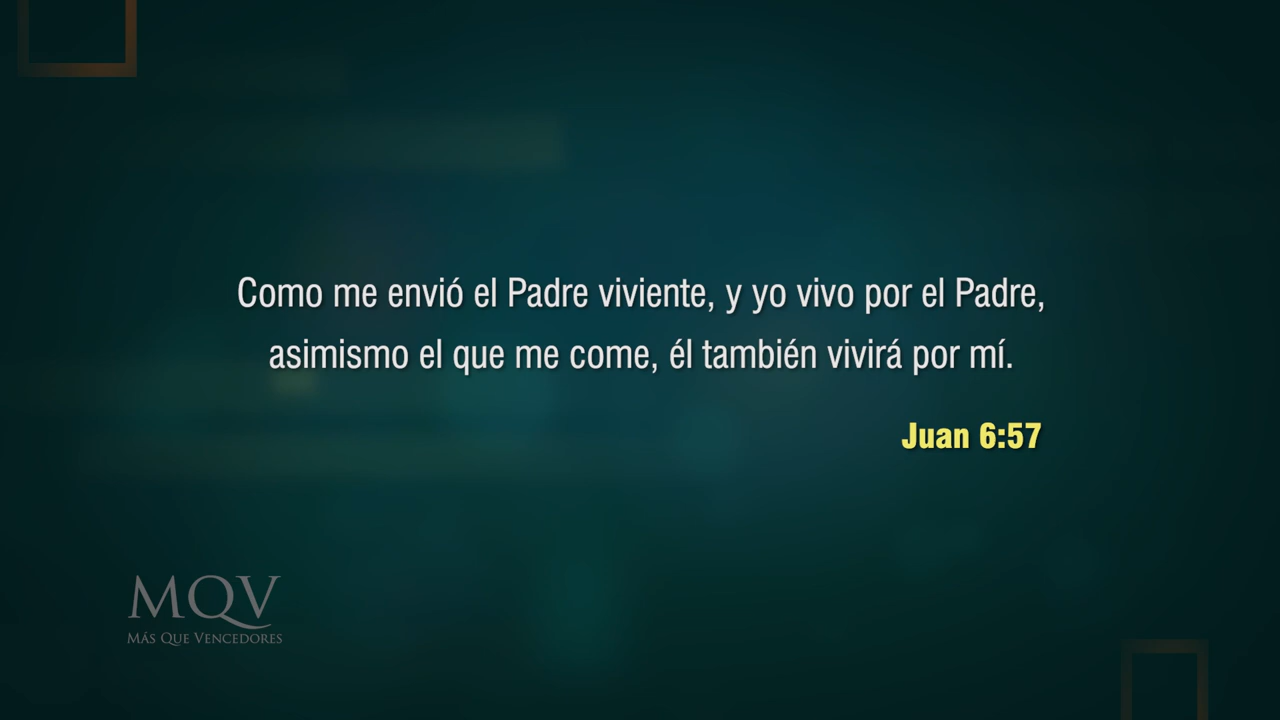 Como me envió el Padre viviente, y yo vivo por el Padre,
asimismo el que me come, él también vivirá por mí.
Juan 6:57
MQV
MÁS QUE VENCEDORES